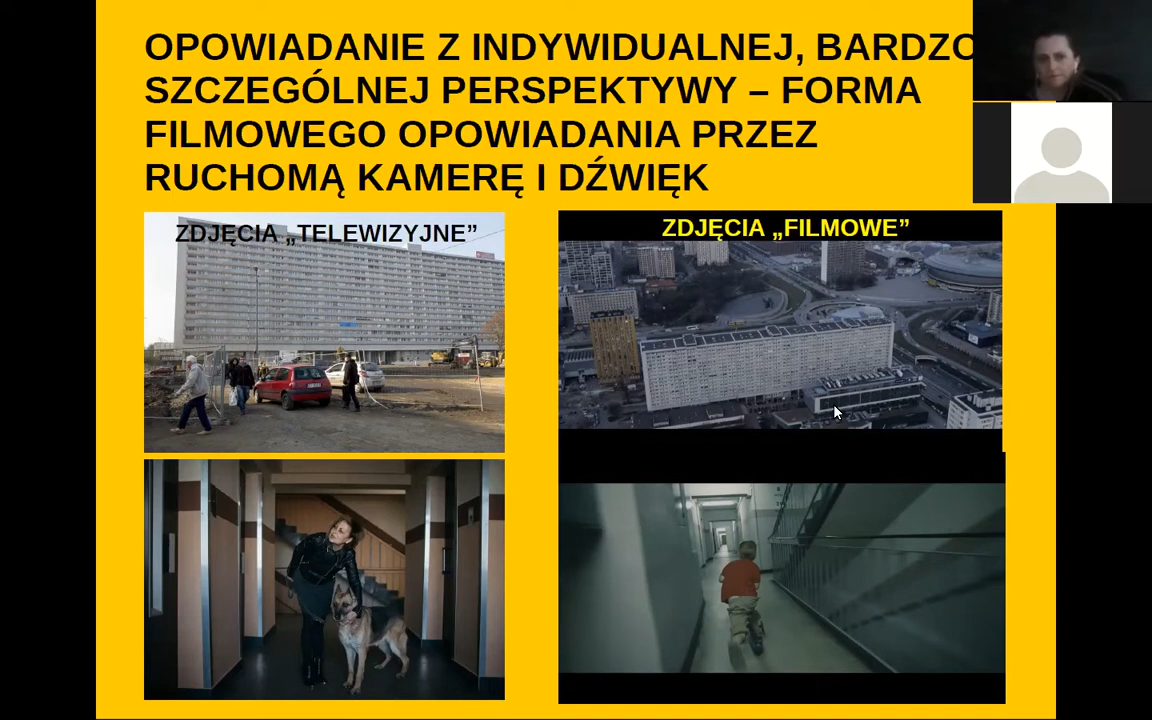 OPOWIADANIE Z INDYWIDUALNEJ, BARDZO
SZCZEGÓLNEJ PERSPEKTYWY – FORMA
FILMOWEGO OPOWIADANIA PRZEZ
RUCHOMĄ KAMERĘ I DŹWIĘK
ZDJĘCIA „TELEWIZYJNE”
ZDJĘCIA „FILMOWE”